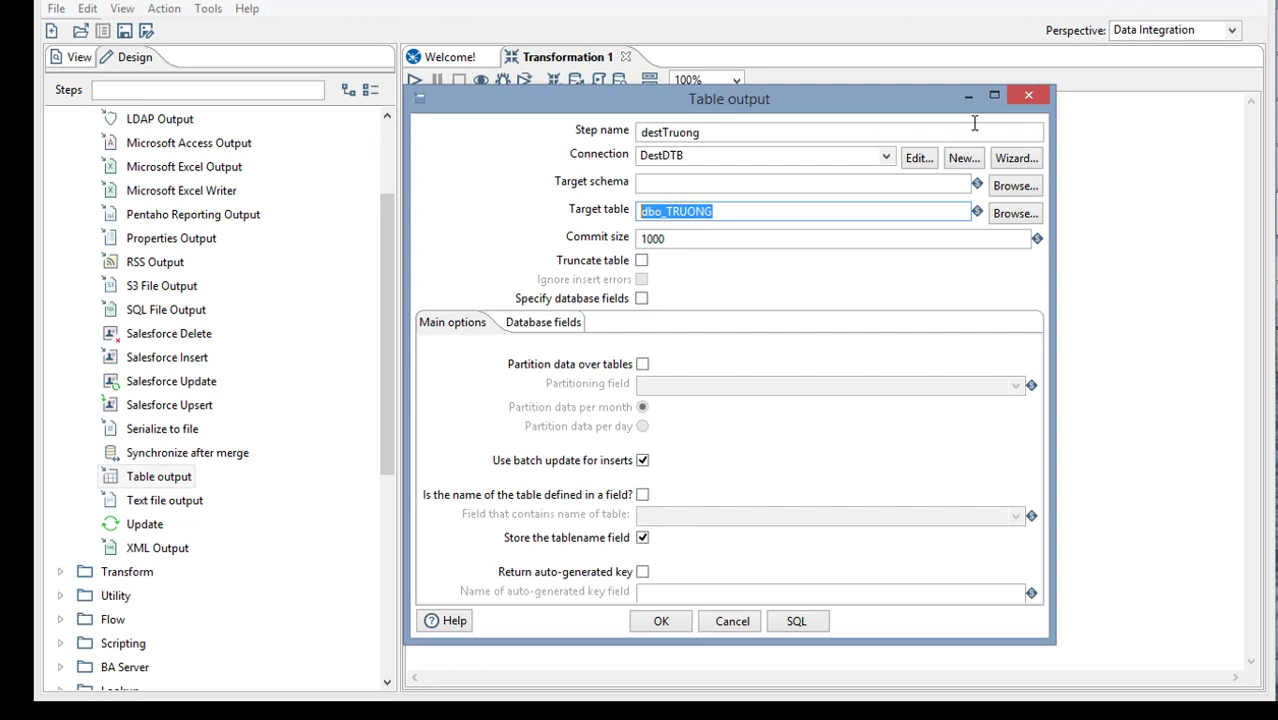 File Edit View Action Tools Help
Perspective: Data Integration
View Design
Welcome! Transformation 1
Steps
100%
LDAP Output
Microsoft Access Output
Microsoft Excel Output
Microsoft Excel Writer
Pentaho Reporting Output
Properties Output
RSS Output
S3 File Output
SQL File Output
Salesforce Delete
Salesforce Insert
Salesforce Update
Salesforce Upsert
Serialize to file
Synchronize after merge
Table output
Text file output
Update
XML Output
Transform
Utility
Flow
Scripting
BA Server
Lookup
Table output
Step name destTruong
Connection DestDTB Edit... New... Wizard...
Target schema Browse...
Target table dbo_TRUONG Browse...
Commit size 1000
Truncate table
Ignore insert errors
Specify database fields
Main options Database fields
Partition data over tables
Partitioning field
Partition data per month
Partition data per day
Use batch update for inserts
Is the name of the table defined in a field?
Field that contains name of table:
Store the tablename field
Return auto-generated key
Name of auto-generated key field
Help OK Cancel SQL